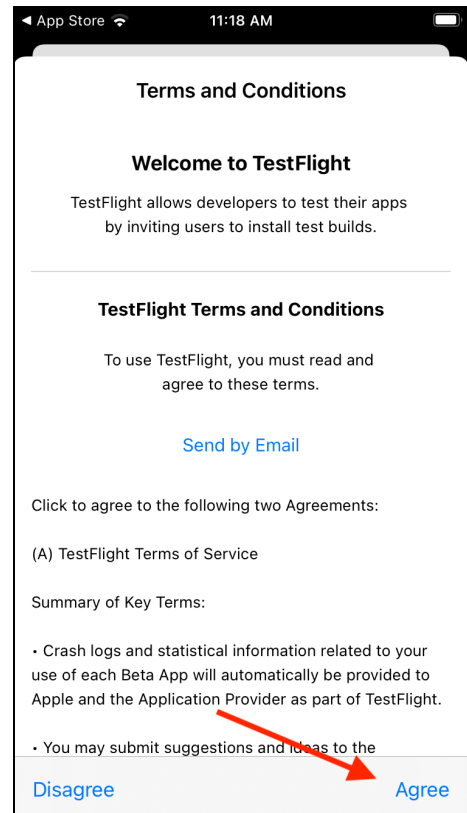 ◀ App Store
11:18 AM
Terms and Conditions
Welcome to TestFlight
TestFlight allows developers to test their apps
by inviting users to install test builds.
TestFlight Terms and Conditions
To use TestFlight, you must read and
agree to these terms.
Send by Email
Click to agree to the following two Agreements:
(A) TestFlight Terms of Service
Summary of Key Terms:
• Crash logs and statistical information related to your
use of each Beta App will automatically be provided to
Apple and the Application Provider as part of TestFlight.
• You may submit suggestions and ideas to the
Disagree
Agree